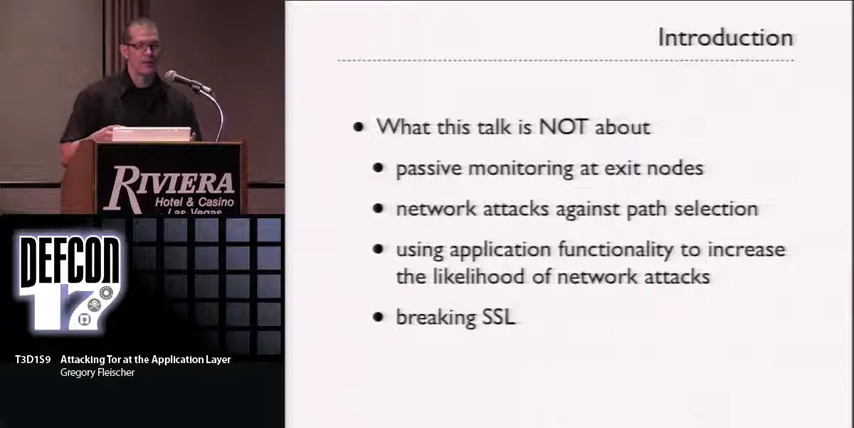 Introduction
What this talk is NOT about
passive monitoring at exit nodes
network attacks against path selection
using application functionality to increase
the likelihood of network attacks
breaking SSL
RIVIERA
Hotel & Casino
Las Vegas
DEFCON
17
T3D1S9 Attacking Tor at the Application Layer
Gregory Fleischer